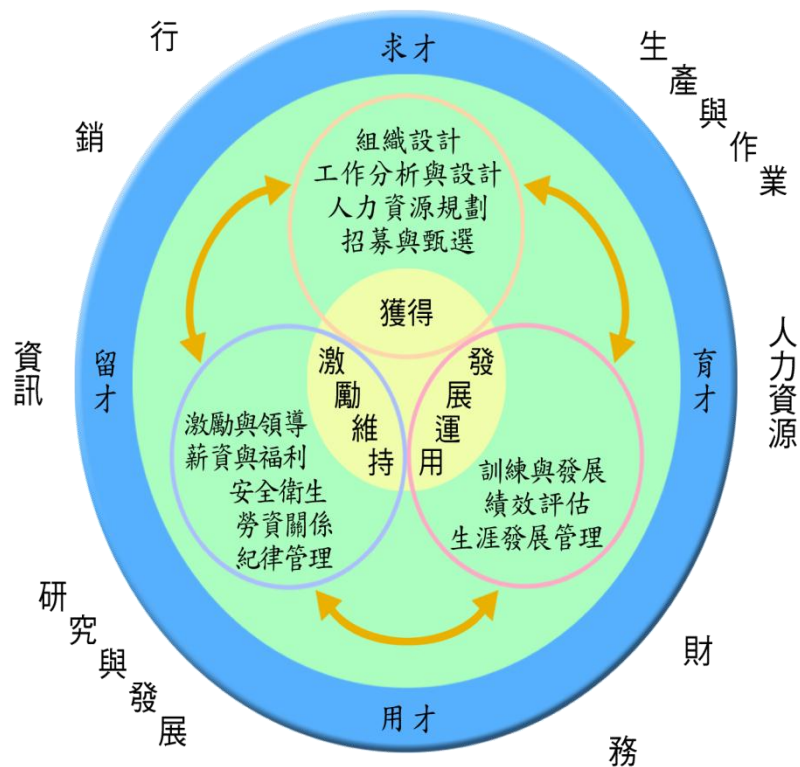 行銷
生產與作業
求才
組織設計
工作分析與設計
人力資源規劃
招募與甄選
獲得
激勵維持
發展運用
資訊
留才
育才
人力資源
激勵與領導
薪資與福利
安全衛生
勞資關係
紀律管理
訓練與發展
績效評估
生涯發展管理
研究與發展
用才
財務